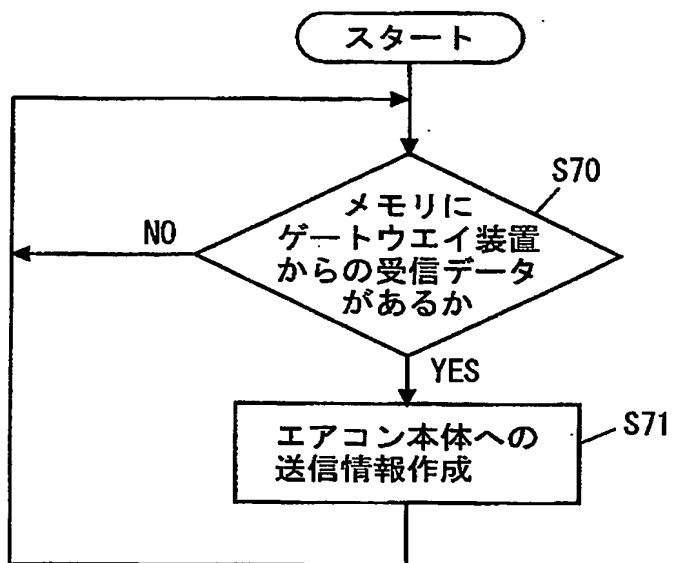 スタート
S70
メモリに
ゲートウエイ装置
からの受信データ
があるか
NO
YES
エアコン本体への
送信情報作成
S71